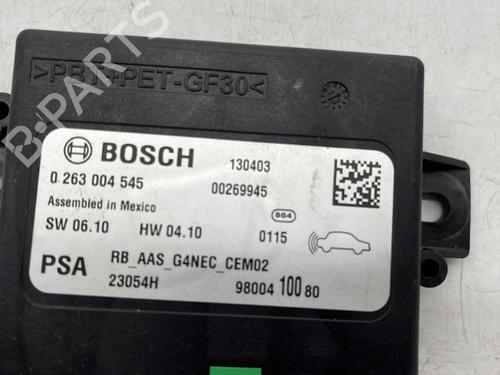 >PBT+PET-GF30<
B-PARTS
BOSCH
130403
0 263 004 545
00269945
Assembled in Mexico
864
SW 06.10 HW 04.10 0115
PSA
RB_AAS_G4NEC_CEM02
23054H 98004 100 80